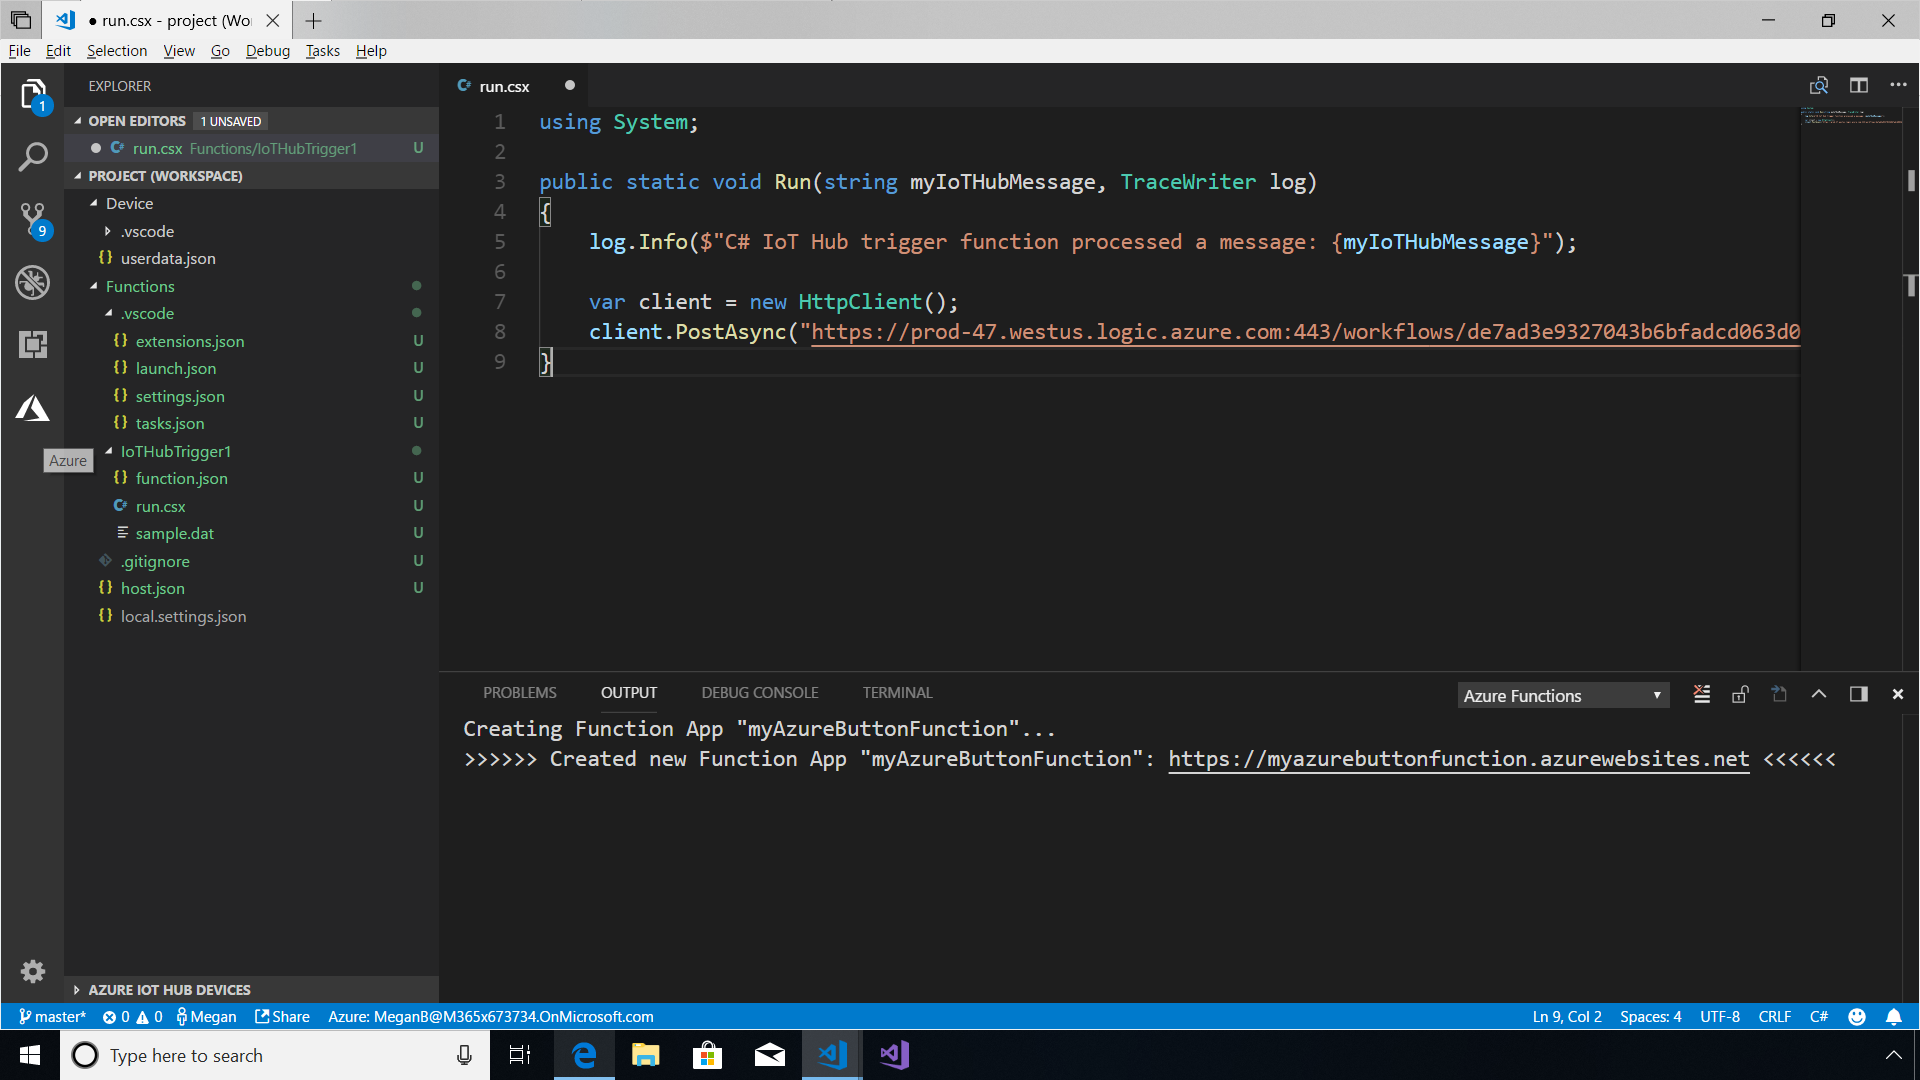 ● run.csx - project (Wo
File Edit Selection View Go Debug Tasks Help
EXPLORER
OPEN EDITORS 1 UNSAVED
run.csx Functions/IoTHubTrigger1 U
PROJECT (WORKSPACE)
Device
.vscode
{} userdata.json
Functions
.vscode
{} extensions.json U
{} launch.json U
{} settings.json U
{} tasks.json U
IoTHubTrigger1
{} function.json U
run.csx U
sample.dat U
.gitignore U
{} host.json U
{} local.settings.json
AZURE IOT HUB DEVICES
1
9
Azure
run.csx
1 using System;
2
3 public static void Run(string myIoTHubMessage, TraceWriter log)
4 {
5 log.Info($"C# IoT Hub trigger function processed a message: {myIoTHubMessage}");
6
7 var client = new HttpClient();
8 client.PostAsync("https://prod-47.westus.logic.azure.com:443/workflows/de7ad3e9327043b6bfadcd063d0
9 }
PROBLEMS OUTPUT DEBUG CONSOLE TERMINAL Azure Functions
Creating Function App "myAzureButtonFunction"...
>>>>>> Created new Function App "myAzureButtonFunction": https://myazurebuttonfunction.azurewebsites.net <<<<<<
master* 0 0 Megan Share Azure: MeganB@M365x673734.OnMicrosoft.com Ln 9, Col 2 Spaces: 4 UTF-8 CRLF C#
Type here to search